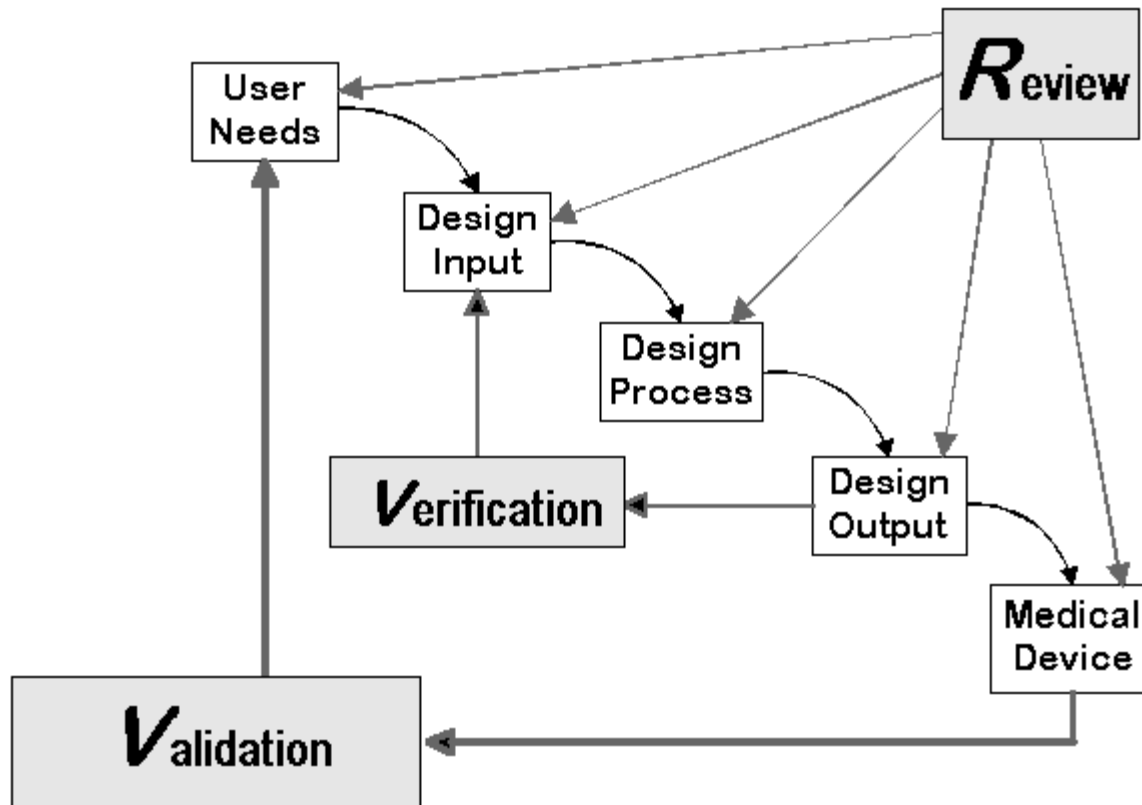 Review
User
Needs
Design
Input
Design
Process
Verification
Design
Output
Medical
Device
Validation